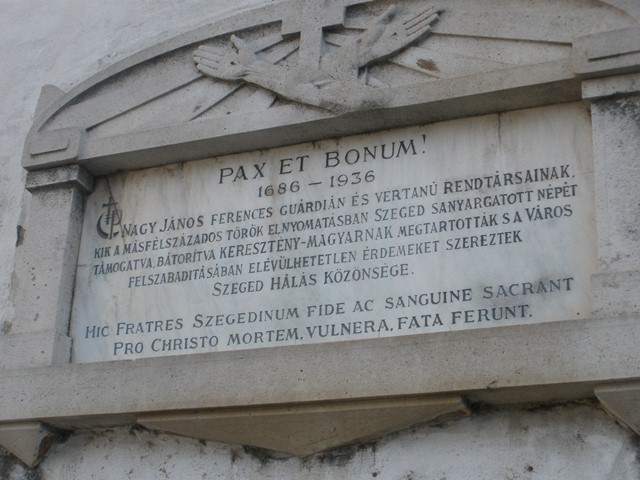 PAX ET BONUM!
1686 – 1936
NAGY JÁNOS FERENCES GUÁRDIÁN ÉS VERTANÚ RENDTÁRSAINAK.
KIK A MÁSFÉLSZÁZADOS TÖRÖK ELNYOMATÁSBAN SZEGED SANYARGATOTT NÉPÉT
TÁMOGATVA, BÁTORÍTVA KERESZTÉNY-MAGYARNAK MEGTARTOTTÁK S A VÁROS
FELSZABADITÁSÁBAN ELÉVÜLHETETLEN ÉRDEMEKET SZEREZTEK
SZEGED HÁLÁS KÖZÖNSÉGE.
HIC FRATRES SZEGEDINUM FIDE AC SANGUINE SACRANT
PRO CHRISTO MORTEM, VULNERA, FATA FERUNT.